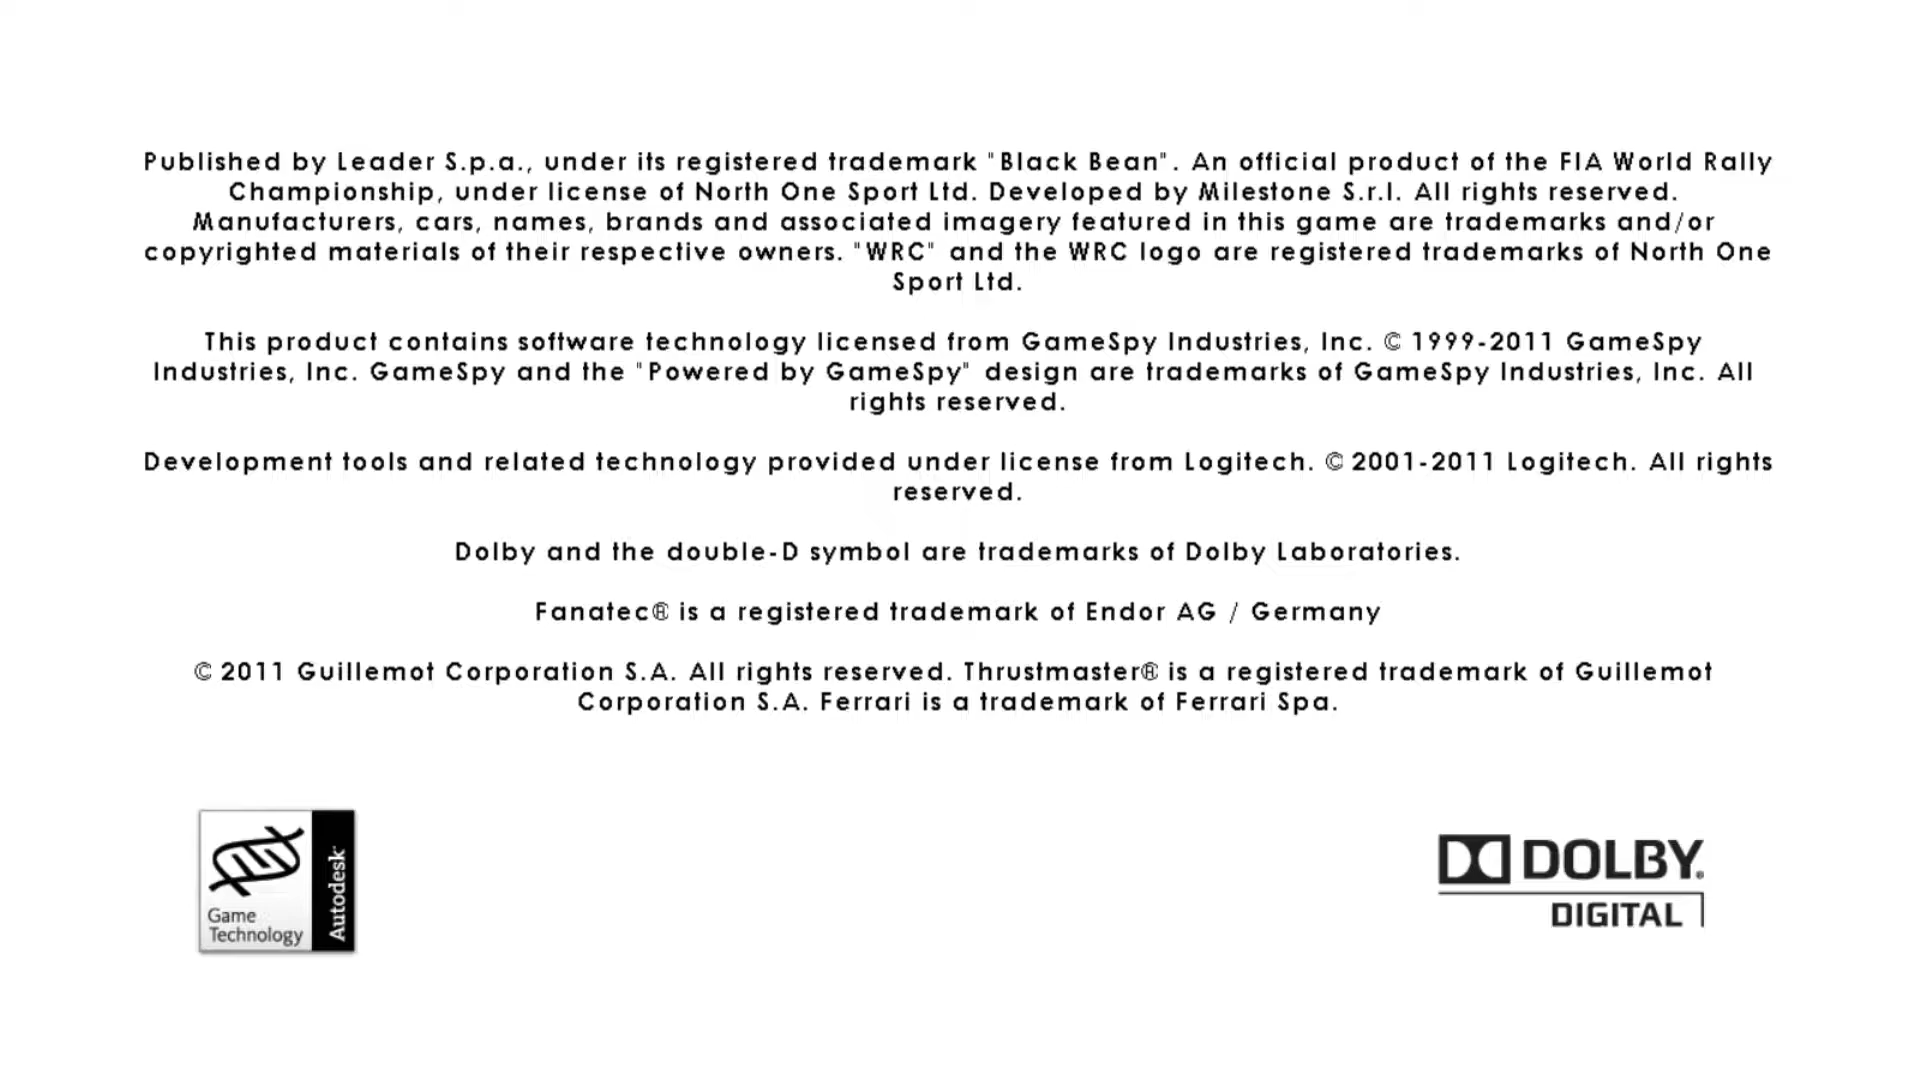 Published by Leader S.p.a., under its registered trademark "Black Bean". An official product of the FIA World Rally
Championship, under license of North One Sport Ltd. Developed by Milestone S.r.l. All rights reserved.
Manufacturers, cars, names, brands and associated imagery featured in this game are trademarks and/or
copyrighted materials of their respective owners. "WRC" and the WRC logo are registered trademarks of North One
Sport Ltd.
This product contains software technology licensed from GameSpy Industries, Inc. © 1999-2011 GameSpy
Industries, Inc. GameSpy and the "Powered by GameSpy" design are trademarks of GameSpy Industries, Inc. All
rights reserved.
Development tools and related technology provided under license from Logitech. © 2001-2011 Logitech. All rights
reserved.
Dolby and the double-D symbol are trademarks of Dolby Laboratories.
Fanatec® is a registered trademark of Endor AG / Germany
© 2011 Guillemot Corporation S.A. All rights reserved. Thrustmaster® is a registered trademark of Guillemot
Corporation S.A. Ferrari is a trademark of Ferrari Spa.
Game
Technology
Autodesk
DOLBY®
DIGITAL